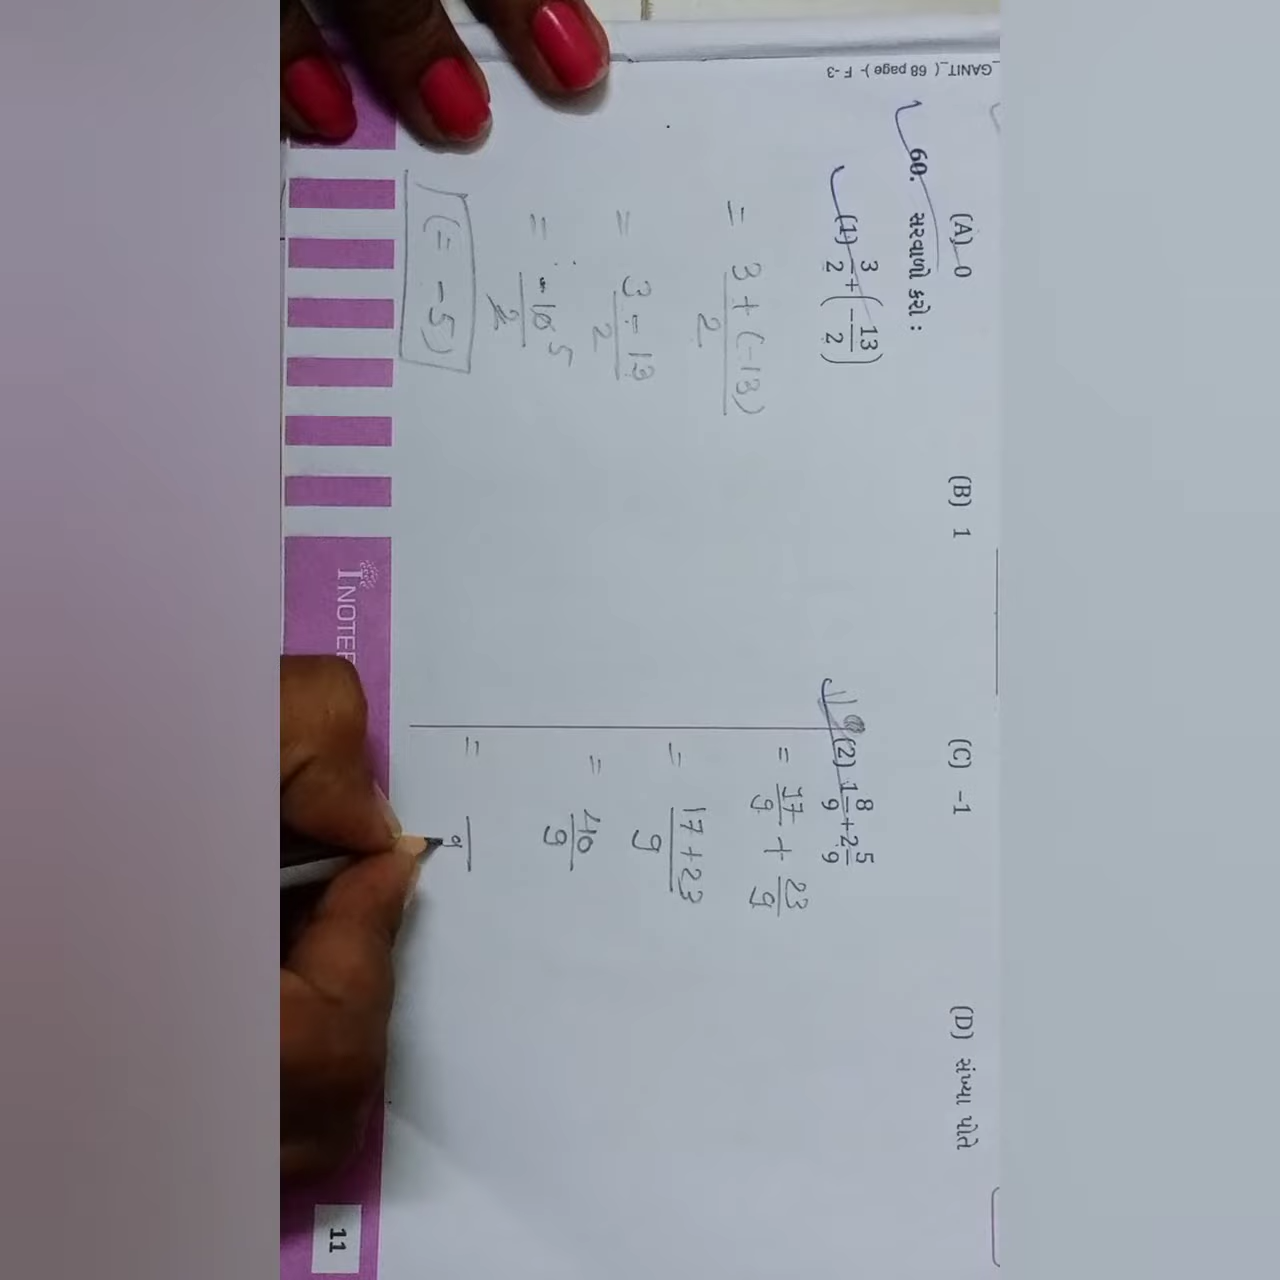 _GANIT_( 68 page )- F -3
(A) 0 (B) 1 (C) -1 (D) સંખ્યા પોતે
60. સરવાળો કરો :
(1) 3/2 + (-13/2)
= 3 + (-13) / 2
= 3 - 13 / 2
= -10 5 / 2
(= -5)
(2) 1 8/9 + 2 5/9
= 17/9 + 23/9
= 17 + 23 / 9
= 40/9
= /9
INOTE
11